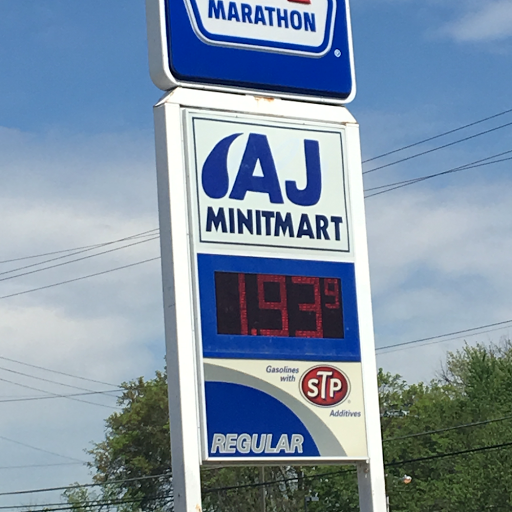 MARATHON
®
AJ
MINITMART
1.93 9
Gasolines
with
STP
Additives
REGULAR